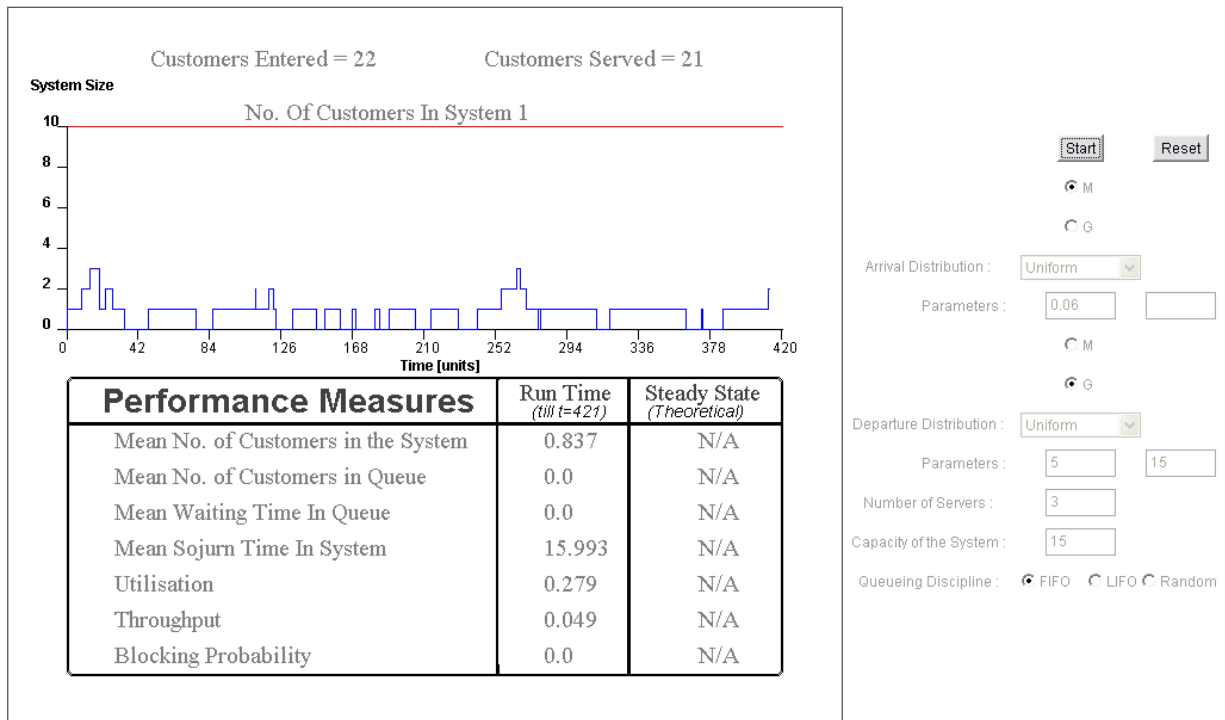 Customers Entered = 22 Customers Served = 21
System Size
No. Of Customers In System 1
10
8
6
4
2
0
0 42 84 126 168 210 252 294 336 378 420
Time [units]
Performance Measures Run Time (till t=421) Steady State (Theoretical)
Mean No. of Customers in the System 0.837 N/A
Mean No. of Customers in Queue 0.0 N/A
Mean Waiting Time In Queue 0.0 N/A
Mean Sojurn Time In System 15.993 N/A
Utilisation 0.279 N/A
Throughput 0.049 N/A
Blocking Probability 0.0 N/A
Start Reset
M
G
Arrival Distribution : Uniform
Parameters : 0.06
M
G
Departure Distribution : Uniform
Parameters : 5 15
Number of Servers : 3
Capacity of the System : 15
Queueing Discipline : FIFO LIFO Random